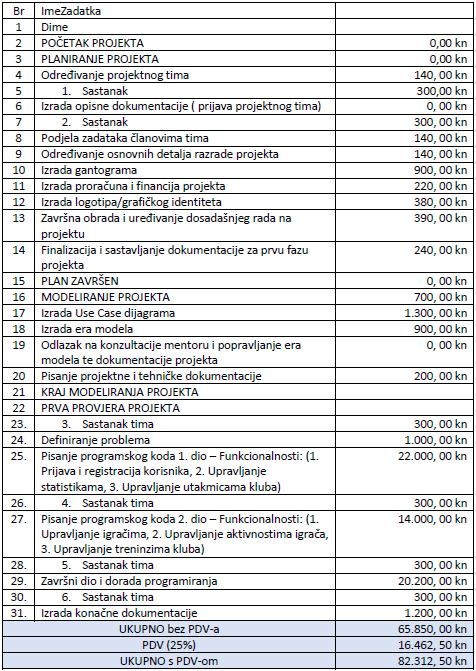 Br ImeZadatka
1 Dime
2 POČETAK PROJEKTA 0,00 kn
3 PLANIRANJE PROJEKTA 0,00 kn
4 Određivanje projektnog tima 140, 00 kn
5 1. Sastanak 300,00 kn
6 Izrada opisne dokumentacije ( prijava projektnog tima) 0, 00 kn
7 2. Sastanak 300, 00 kn
8 Podjela zadataka članovima tima 140, 00 kn
9 Određivanje osnovnih detalja razrade projekta 140, 00 kn
10 Izrada gantograma 900, 00 kn
11 Izrada proračuna i financija projekta 220, 00 kn
12 Izrada logotipa/grafičkog identiteta 380, 00 kn
13 Završna obrada i uređivanje dosadašnjeg rada na 390, 00 kn
projektu
14 Finalizacija i sastavljanje dokumentacije za prvu fazu 240, 00 kn
projekta
15 PLAN ZAVRŠEN 0, 00 kn
16 MODELIRANJE PROJEKTA 700, 00 kn
17 Izrada Use Case dijagrama 1.300, 00 kn
18 Izrada era modela 900, 00 kn
19 Odlazak na konzultacije mentoru i popravljanje era 0, 00 kn
modela te dokumentacije projekta
20 Pisanje projektne i tehničke dokumentacije 200, 00 kn
21 KRAJ MODELIRANJA PROJEKTA
22 PRVA PROVJERA PROJEKTA
23. 3. Sastanak tima 300, 00 kn
24. Definiranje problema 1.000, 00 kn
25. Pisanje programskog koda 1. dio – Funkcionalnosti: (1. 22.000, 00 kn
Prijava i registracija korisnika, 2. Upravljanje
statistikama, 3. Upravljanje utakmicama kluba)
26. 4. Sastanak tima 300, 00 kn
27. Pisanje programskog koda 2. dio – Funkcionalnosti: (1. 14.000, 00 kn
Upravljanje igračima, 2. Upravljanje aktivnostima igrača,
3. Upravljanje treninzima kluba)
28. 5. Sastanak tima 300, 00 kn
29. Završni dio i dorada programiranja 20.200, 00 kn
30. 6. Sastanak tima 300, 00 kn
31. Izrada konačne dokumentacije 1.200, 00 kn
UKUPNO bez PDV-a 65.850, 00 kn
PDV (25%) 16.462, 50 kn
UKUPNO s PDV-om 82.312, 50 kn